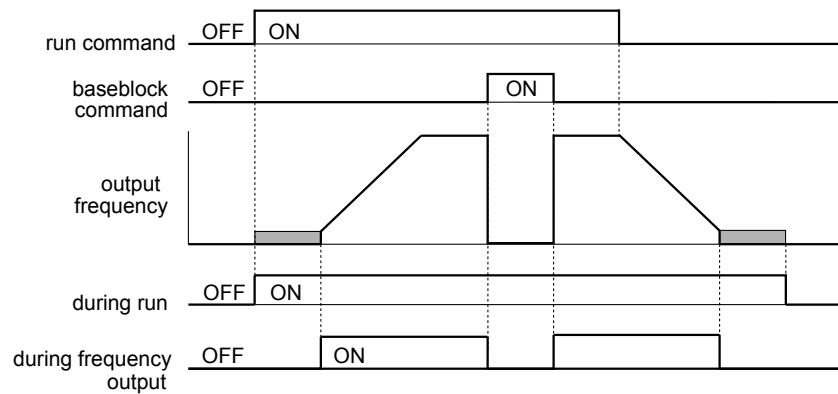 run command OFF ON
baseblock
command
OFF ON
output
frequency
during run OFF ON
during frequency
output
OFF ON